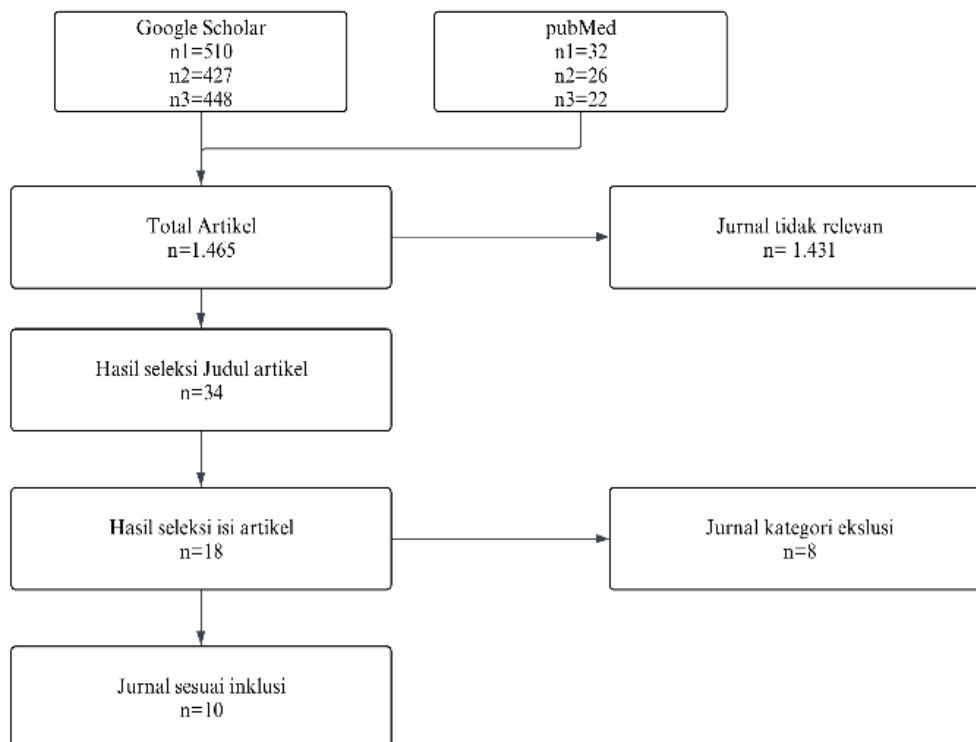 Google Scholar
n1=510
n2=427
n3=448
pubMed
n1=32
n2=26
n3=22
Total Artikel
n=1.465
Jurnal tidak relevan
n= 1.431
Hasil seleksi Judul artikel
n=34
Hasil seleksi isi artikel
n=18
Jurnal kategori ekslusi
n=8
Jurnal sesuai inklusi
n=10